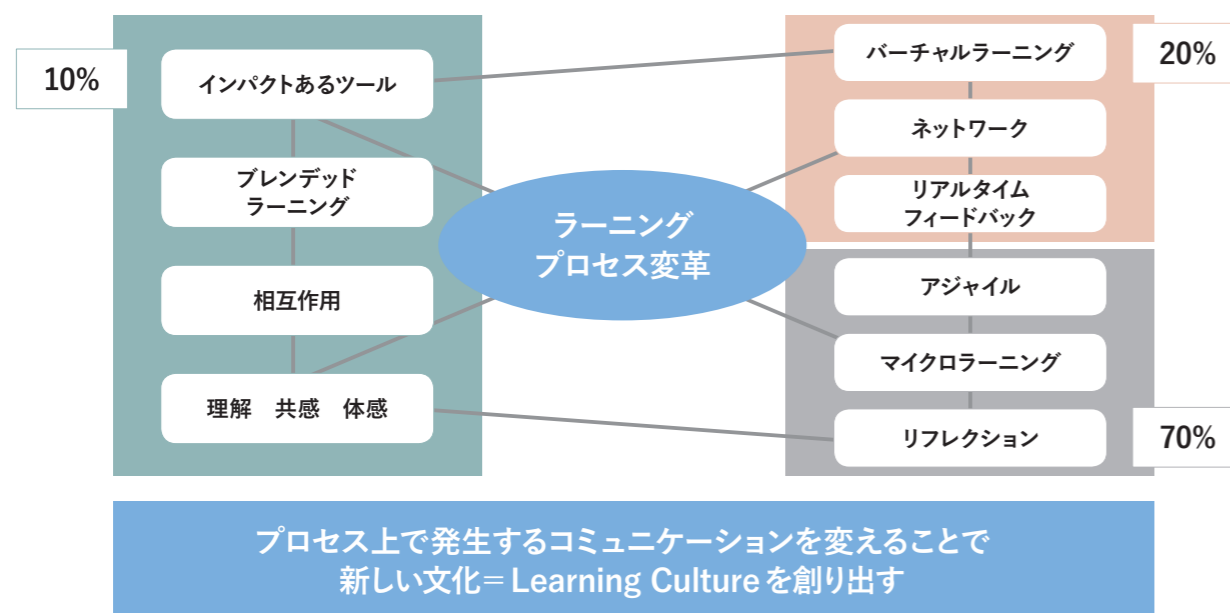 10%
インパクトあるツール
ブレンデッド
ラーニング
相互作用
理解 共感 体感
ラーニング
プロセス変革
バーチャルラーニング
20%
ネットワーク
リアルタイム
フィードバック
アジャイル
マイクロラーニング
リフレクション
70%
プロセス上で発生するコミュニケーションを変えることで
新しい文化＝Learning Cultureを創り出す